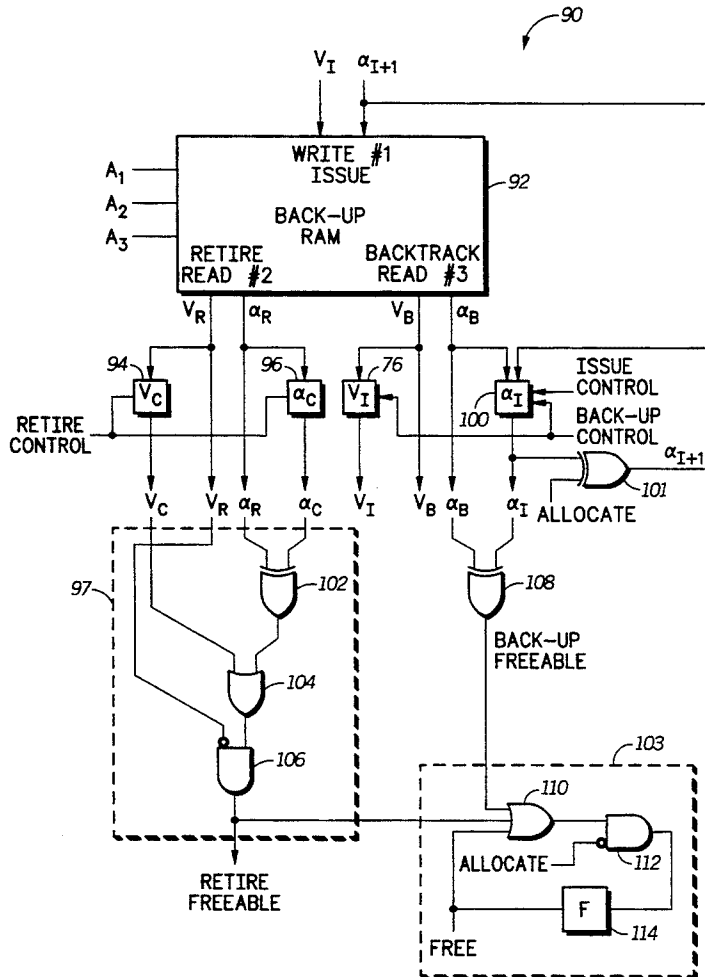 90
V_I α_I+1
WRITE #1
ISSUE
92
A₁
A₂
A₃
BACK-UP
RAM
RETIRE
READ #2
BACKTRACK
READ #3
V_R α_R V_B α_B
94 96 76
V_C α_C V_I α_I
100
ISSUE
CONTROL
RETIRE
CONTROL
BACK-UP
CONTROL
α_I+1
101
ALLOCATE
V_C V_R α_R α_C V_I V_B α_B α_I
97
102
108
BACK-UP
FREEABLE
104
106
103
110
ALLOCATE
112
RETIRE
FREEABLE
F
114
FREE